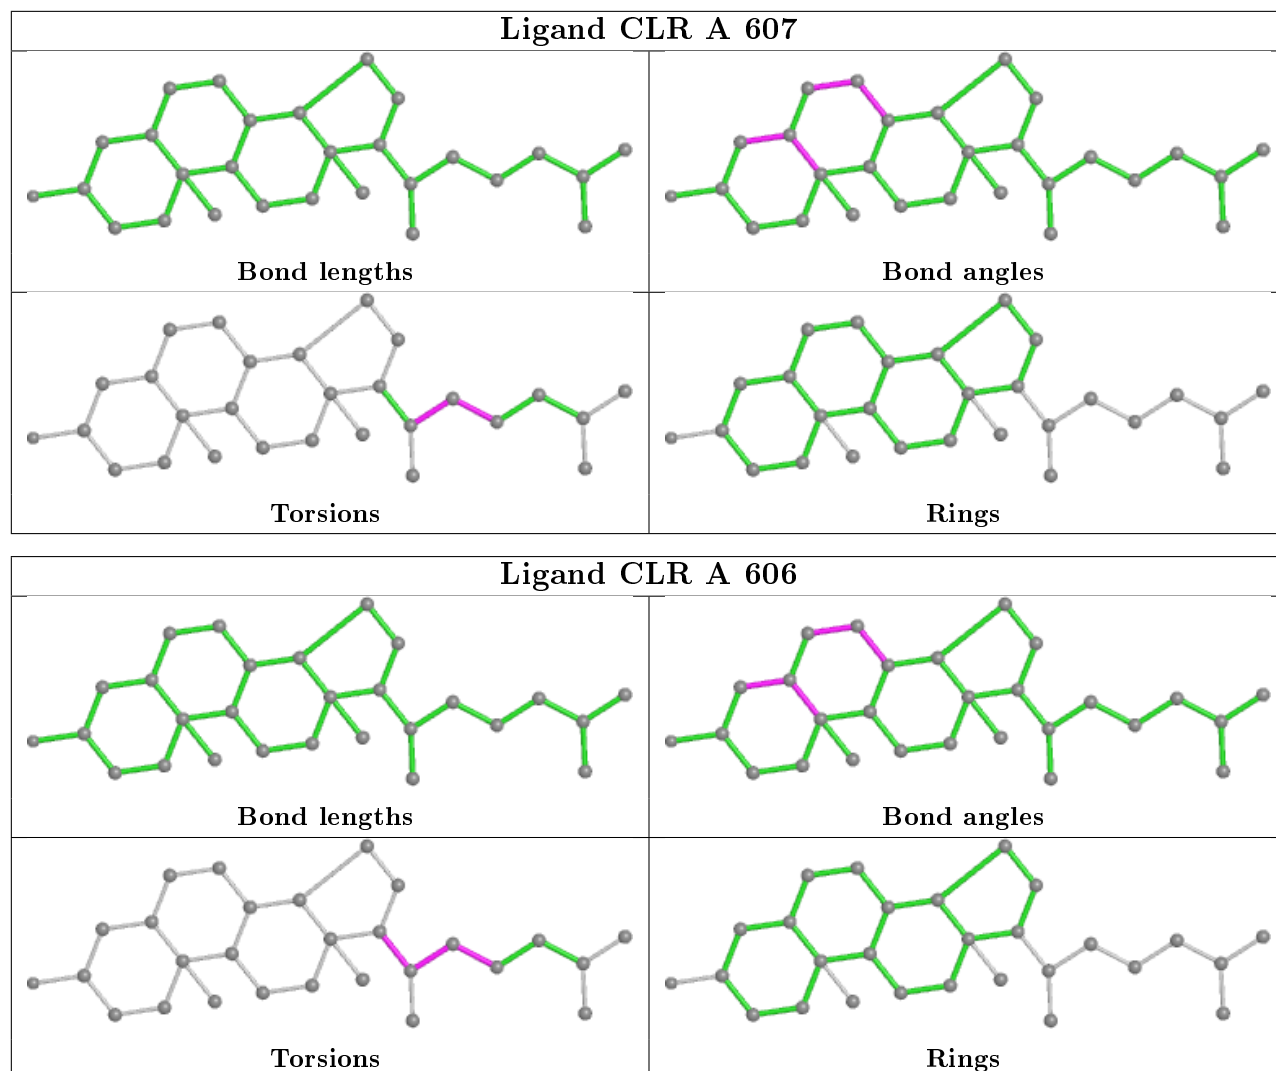 Ligand CLR A 607
Bond lengths
Bond angles
Torsions
Rings
Ligand CLR A 606
Bond lengths
Bond angles
Torsions
Rings